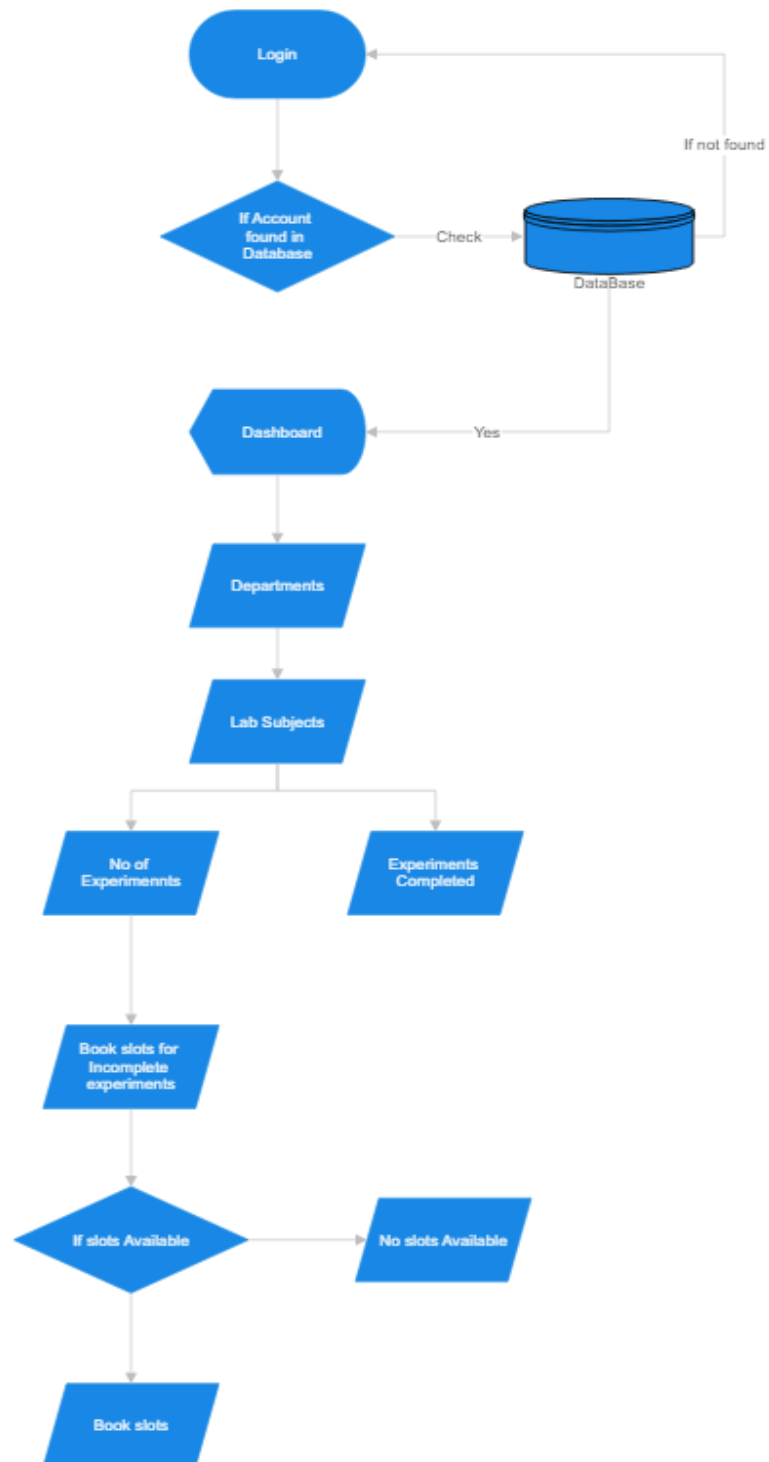 Login
If not found
If Account
found in
Database
Check
DataBase
Dashboard
Yes
Departments
Lab Subjects
No of
Experimennts
Experiments
Completed
Book slots for
Incomplete
experiments
If slots Available
No slots Available
Book slots